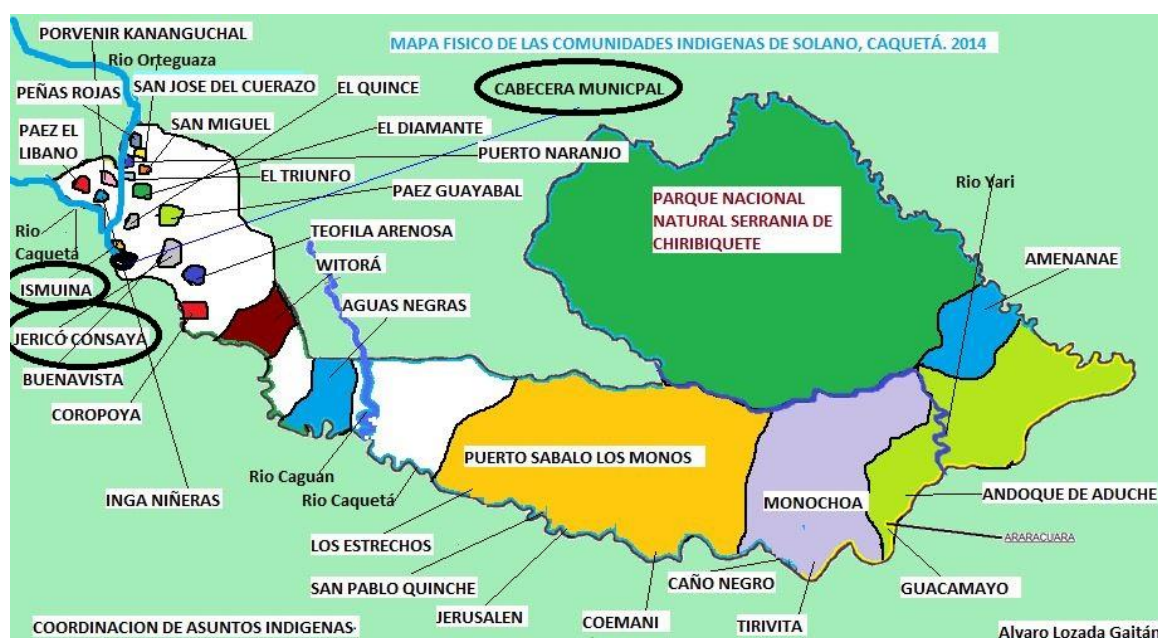 PORVENIR KANANGUCHAL
MAPA FISICO DE LAS COMUNIDADES INDIGENAS DE SOLANO, CAQUETÁ. 2014
Rio Orteguaza
PEÑAS ROJAS
SAN JOSE DEL CUERAZO
EL QUINCE
CABECERA MUNICPAL
PAEZ EL
LIBANO
SAN MIGUEL
EL DIAMANTE
PUERTO NARANJO
EL TRIUNFO
PAEZ GUAYABAL
PARQUE NACIONAL
NATURAL SERRANIA DE
CHIRIBIQUETE
Rio Yari
Rio
Caquetá
TEOFILA ARENOSA
WITORÁ
AMENANAE
ISMUINA
AGUAS NEGRAS
JERICÓ CONSAYA
BUENAVISTA
COROPOYA
PUERTO SABALO LOS MONOS
Rio Caguán
INGA NIÑERAS
Rio Caquetá
MONOCHOA
ANDOQUE DE ADUCHE
LOS ESTRECHOS
ARARACUARA
SAN PABLO QUINCHE
CAÑO NEGRO
GUACAMAYO
JERUSALEN
COEMANI
TIRIVITA
COORDINACION DE ASUNTOS INDIGENAS
Alvaro Lozada Gaitán